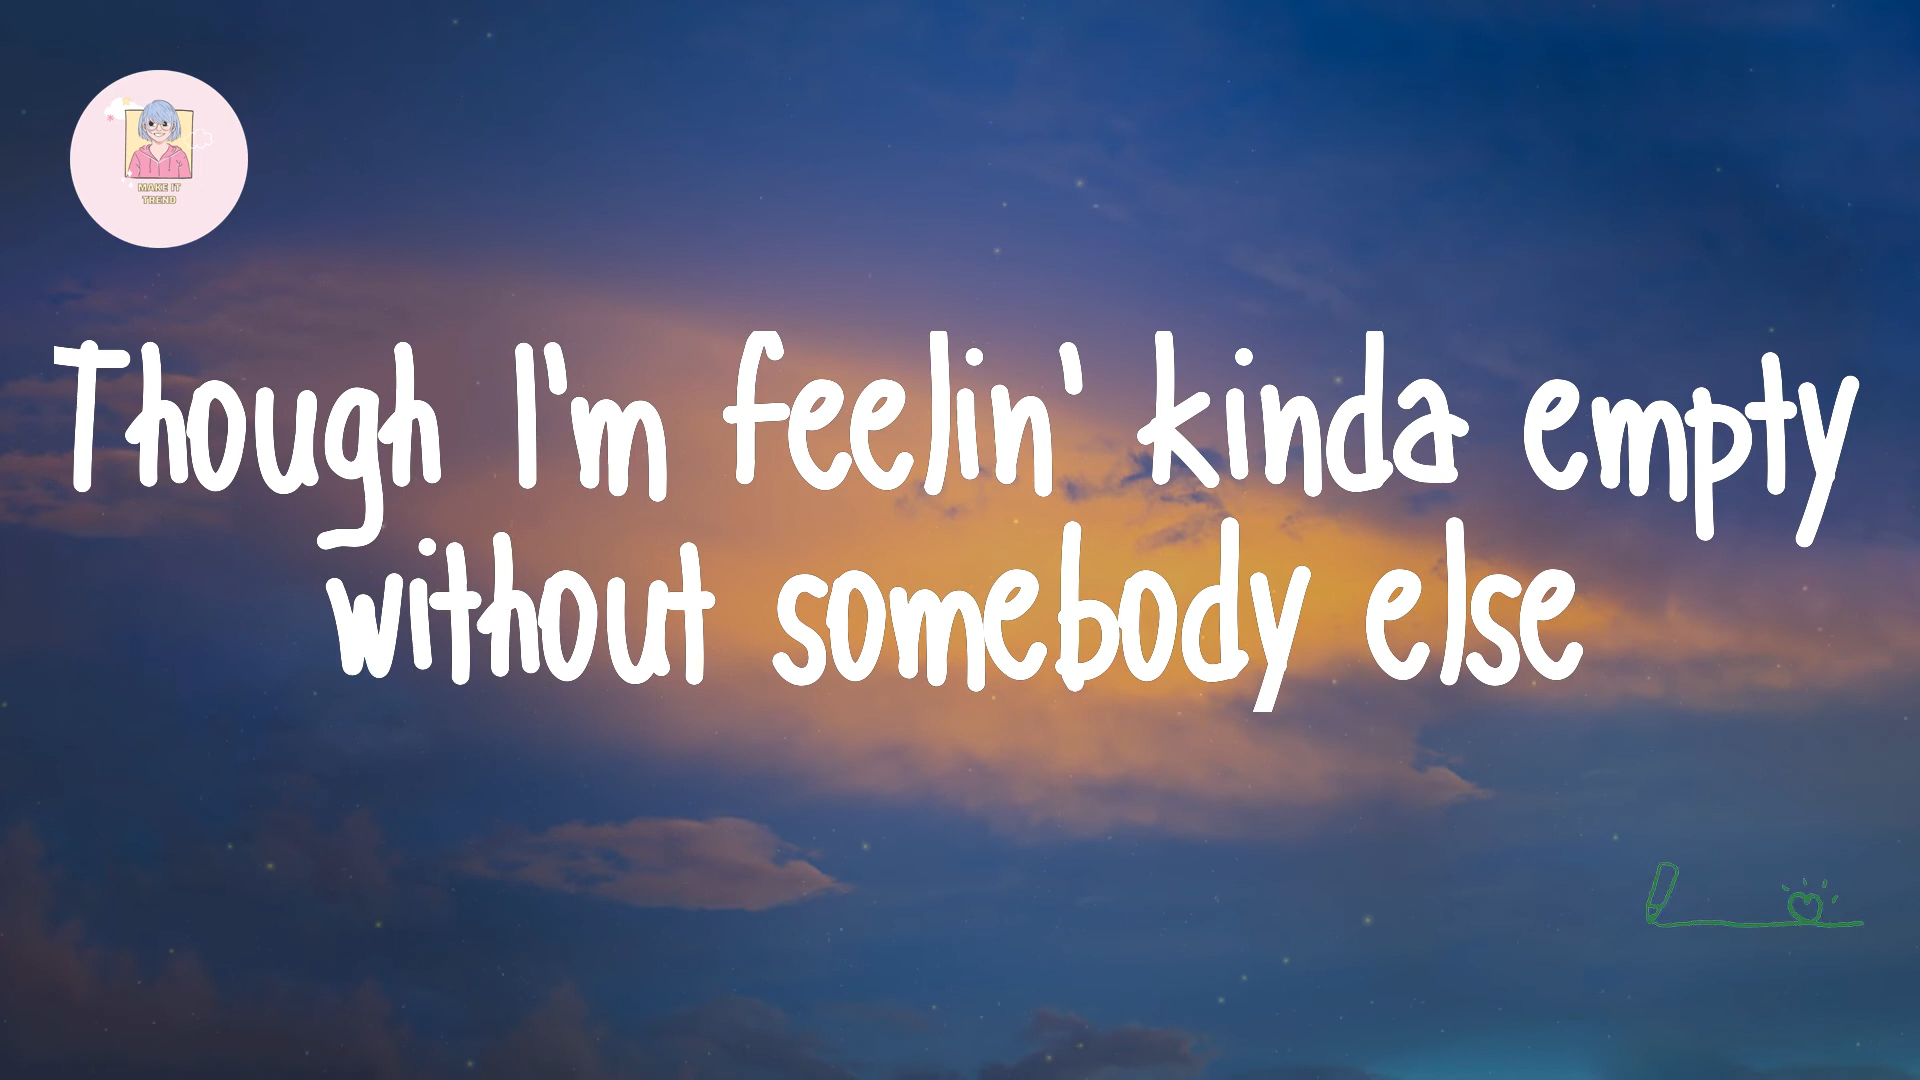 MAKE IT
TREND
Though I'm feelin' kinda empty
without somebody else